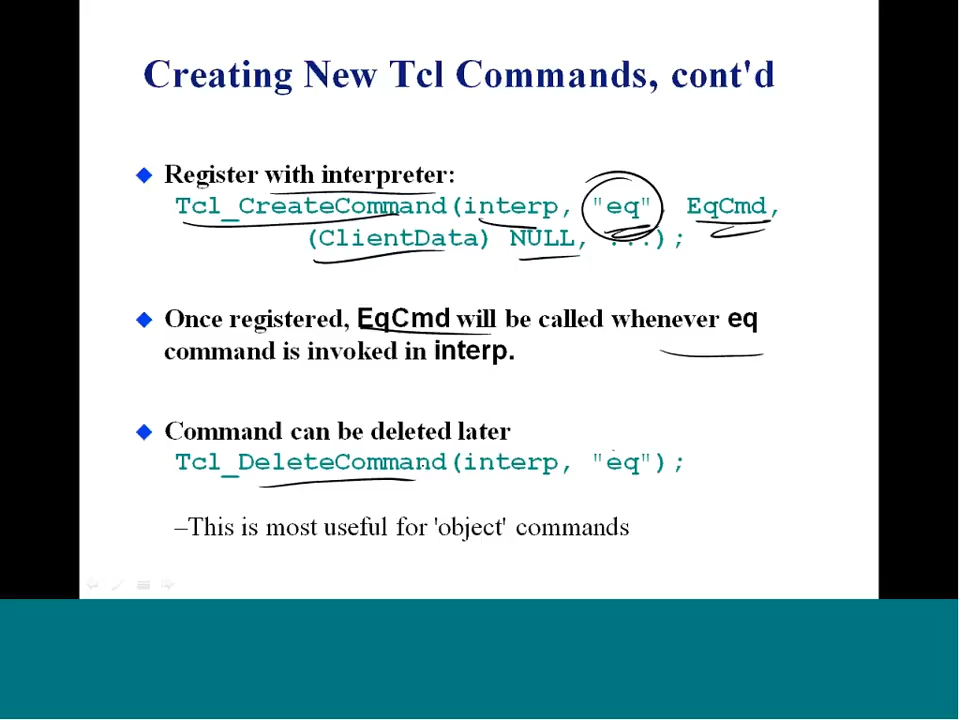 Creating New Tcl Commands, cont'd
Register with interpreter:
Tcl_CreateCommand(interp, "eq", EqCmd,
(ClientData) NULL, ...);
Once registered, EqCmd will be called whenever eq
command is invoked in interp.
Command can be deleted later
Tcl_DeleteCommand(interp, "eq");
–This is most useful for 'object' commands